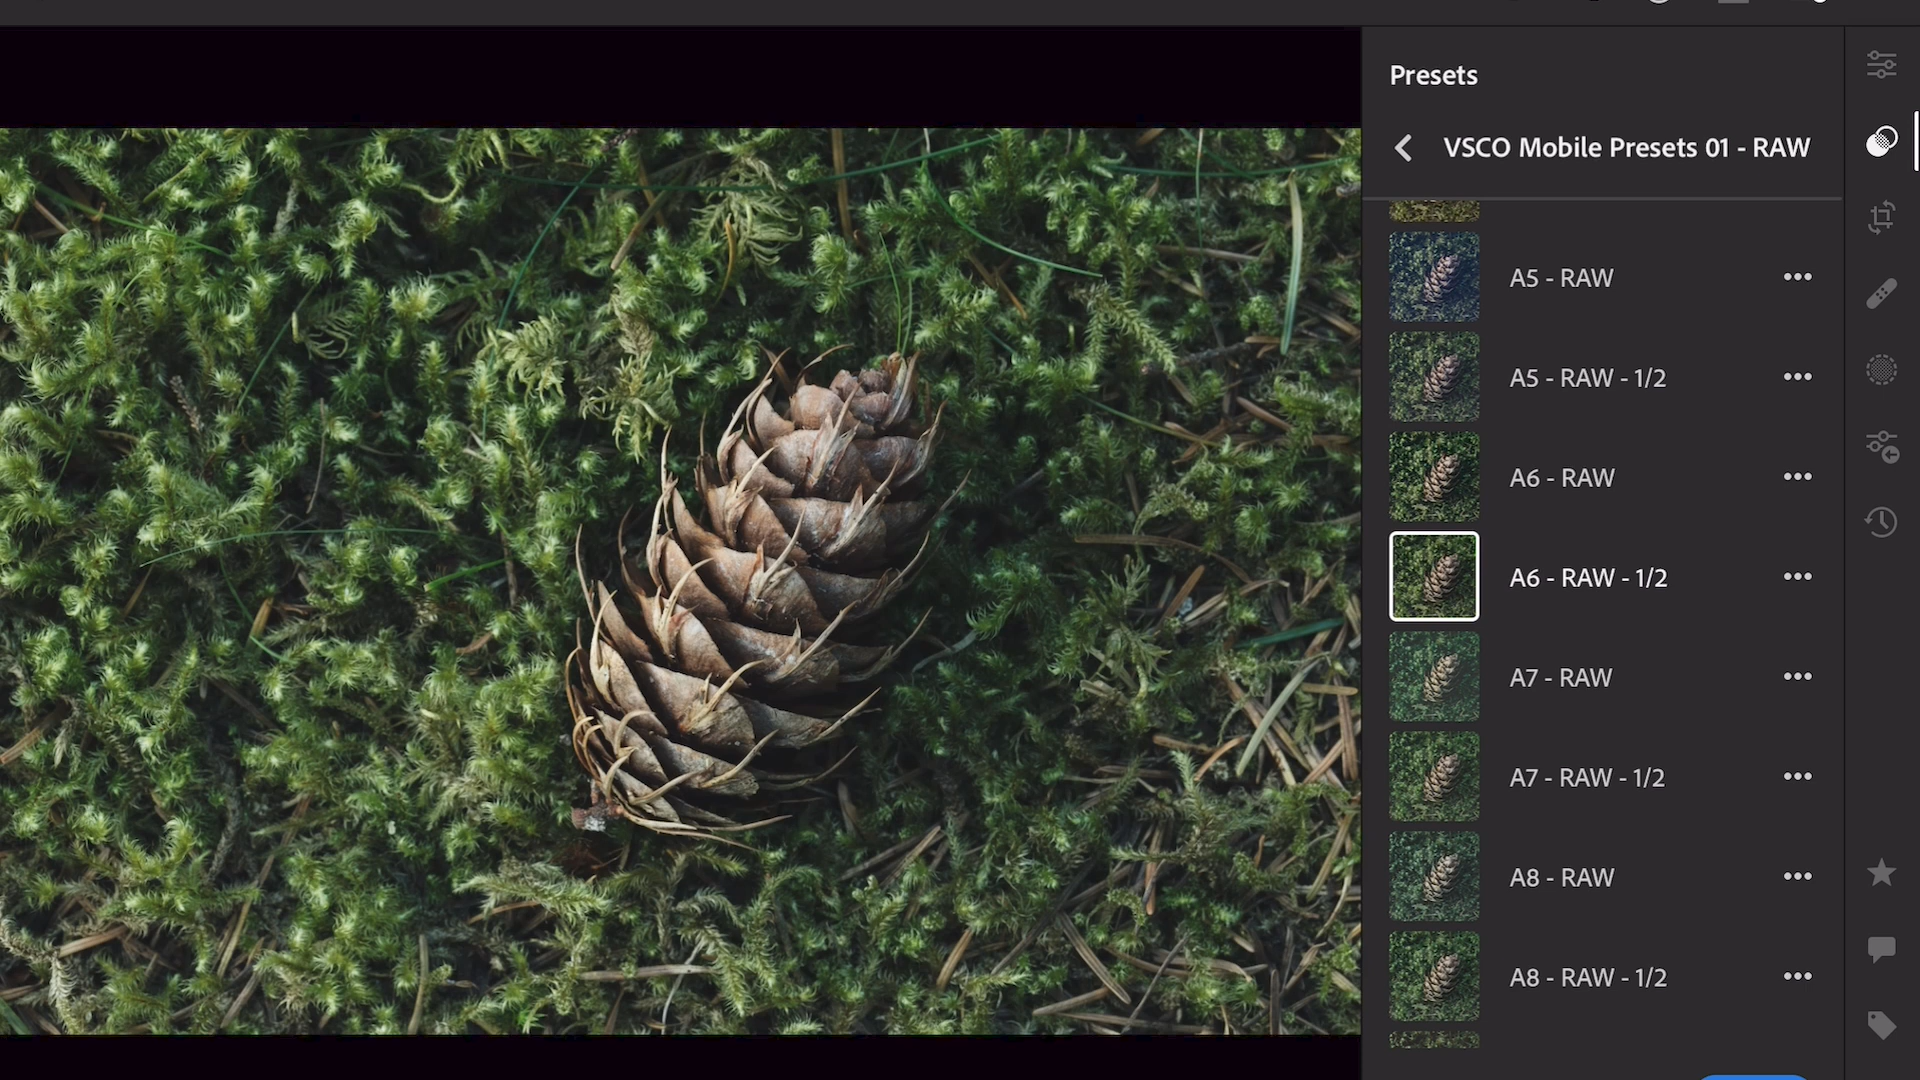 Presets
VSCO Mobile Presets 01 - RAW
A5 - RAW
A5 - RAW - 1/2
A6 - RAW
A6 - RAW - 1/2
A7 - RAW
A7 - RAW - 1/2
A8 - RAW
A8 - RAW - 1/2